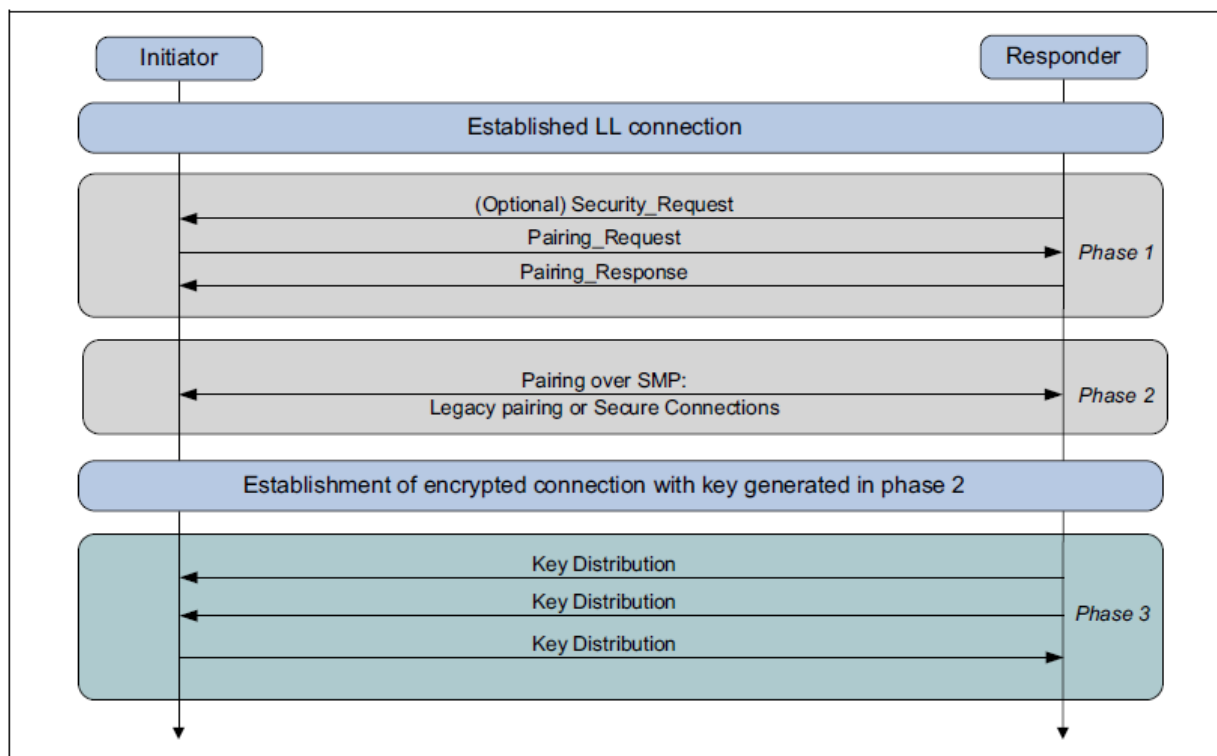 Initiator
Responder
Established LL connection
(Optional) Security_Request
Pairing_Request
Phase 1
Pairing_Response
Pairing over SMP:
Phase 2
Legacy pairing or Secure Connections
Establishment of encrypted connection with key generated in phase 2
Key Distribution
Key Distribution
Phase 3
Key Distribution